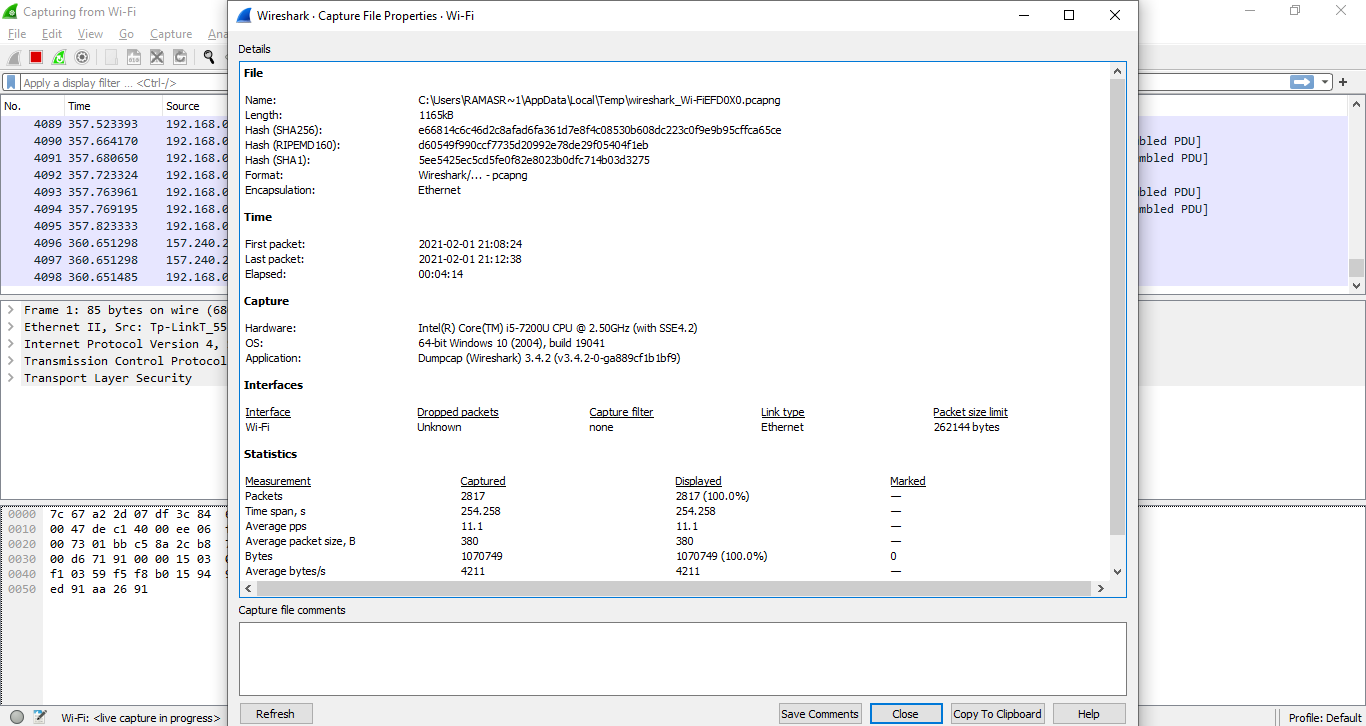 Capturing from Wi-Fi
File Edit View Go Capture Ana
Apply a display filter ... <Ctrl-/>
No. Time Source
4089 357.523393 192.168.0
4090 357.664170 192.168.0
4091 357.680650 192.168.0
4092 357.723324 192.168.0
4093 357.763961 192.168.0
4094 357.769195 192.168.0
4095 357.823333 192.168.0
4096 360.651298 157.240.2
4097 360.651298 157.240.2
4098 360.651485 192.168.0
bled PDU]
mbled PDU]
bled PDU]
mbled PDU]
Frame 1: 85 bytes on wire (68
Ethernet II, Src: Tp-LinkT_55
Internet Protocol Version 4,
Transmission Control Protocol
Transport Layer Security
0000 7c 67 a2 2d 07 df 3c 84
0010 00 47 de c1 40 00 ee 06
0020 00 73 01 bb c5 8a 2c b8
0030 00 d6 71 91 00 00 15 03
0040 f1 03 59 f5 f8 b0 15 94
0050 ed 91 aa 26 91
Wi-Fi: <live capture in progress>
Profile: Default
Wireshark · Capture File Properties · Wi-Fi
Details
File
Name: C:\Users\RAMASR~1\AppData\Local\Temp\wireshark_Wi-FiEFD0X0.pcapng
Length: 1165kB
Hash (SHA256): e66814c6c46d2c8afad6fa361d7e8f4c08530b608dc223c0f9e9b95cffca65ce
Hash (RIPEMD160): d60549f990ccf7735d20992e78de29f05404f1eb
Hash (SHA1): 5ee5425ec5cd5fe0f82e8023b0dfc714b03d3275
Format: Wireshark/... - pcapng
Encapsulation: Ethernet
Time
First packet: 2021-02-01 21:08:24
Last packet: 2021-02-01 21:12:38
Elapsed: 00:04:14
Capture
Hardware: Intel(R) Core(TM) i5-7200U CPU @ 2.50GHz (with SSE4.2)
OS: 64-bit Windows 10 (2004), build 19041
Application: Dumpcap (Wireshark) 3.4.2 (v3.4.2-0-ga889cf1b1bf9)
Interfaces
Interface Dropped packets Capture filter Link type Packet size limit
Wi-Fi Unknown none Ethernet 262144 bytes
Statistics
Measurement Captured Displayed Marked
Packets 2817 2817 (100.0%) —
Time span, s 254.258 254.258 —
Average pps 11.1 11.1 —
Average packet size, B 380 380 —
Bytes 1070749 1070749 (100.0%) 0
Average bytes/s 4211 4211 —
Capture file comments
Refresh Save Comments Close Copy To Clipboard Help